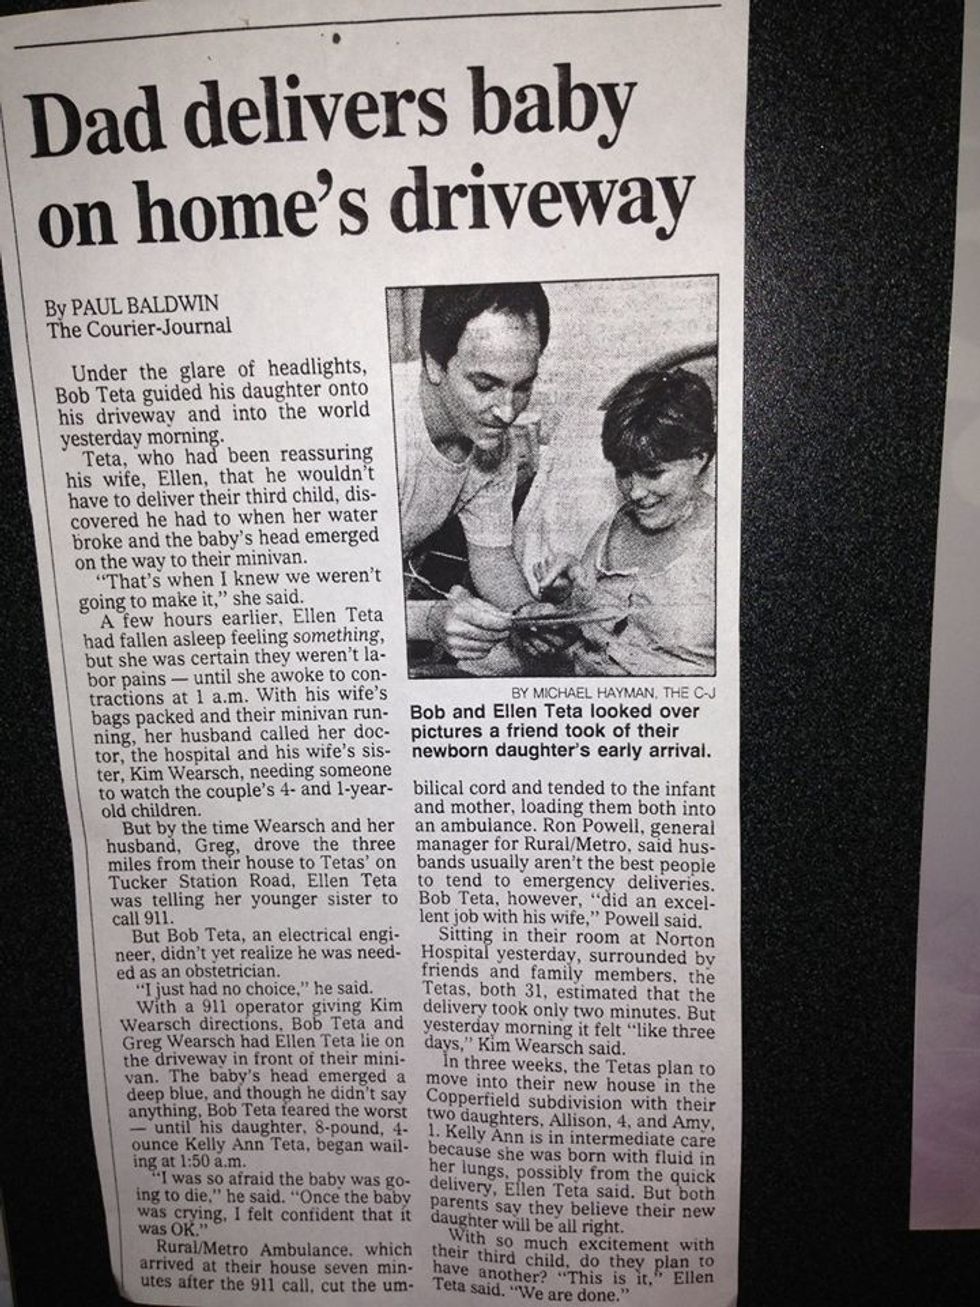 Dad delivers baby
on home's driveway
By PAUL BALDWIN
The Courier-Journal
Under the glare of headlights,
Bob Teta guided his daughter onto
his driveway and into the world
yesterday morning.
Teta, who had been reassuring
his wife, Ellen, that he wouldn't
have to deliver their third child, dis-
covered he had to when her water
broke and the baby's head emerged
on the way to their minivan.
"That's when I knew we weren't
going to make it," she said.
A few hours earlier, Ellen Teta
had fallen asleep feeling something,
but she was certain they weren't la-
bor pains — until she awoke to con-
tractions at 1 a.m. With his wife's
bags packed and their minivan run-
ning, her husband called her doc-
tor, the hospital and his wife's sis-
ter, Kim Wearsch, needing someone
to watch the couple's 4- and 1-year-
old children.
But by the time Wearsch and her
husband, Greg, drove the three
miles from their house to Tetas' on
Tucker Station Road, Ellen Teta
was telling her younger sister to
call 911.
But Bob Teta, an electrical engi-
neer, didn't yet realize he was need-
ed as an obstetrician.
"I just had no choice," he said.
With a 911 operator giving Kim
Wearsch directions, Bob Teta and
Greg Wearsch had Ellen Teta lie on
the driveway in front of their mini-
van. The baby's head emerged a
deep blue, and though he didn't say
anything, Bob Teta feared the worst
— until his daughter, 8-pound, 4-
ounce Kelly Ann Teta, began wail-
ing at 1:50 a.m.
"I was so afraid the baby was go-
ing to die," he said. "Once the baby
was crying, I felt confident that it
was OK."
Rural/Metro Ambulance, which
arrived at their house seven min-
utes after the 911 call, cut the um-
BY MICHAEL HAYMAN, THE C-J
Bob and Ellen Teta looked over
pictures a friend took of their
newborn daughter's early arrival.
bilical cord and tended to the infant
and mother, loading them both into
an ambulance. Ron Powell, general
manager for Rural/Metro, said hus-
bands usually aren't the best people
to tend to emergency deliveries.
Bob Teta, however, "did an excel-
lent job with his wife," Powell said.
Sitting in their room at Norton
Hospital yesterday, surrounded by
friends and family members, the
Tetas, both 31, estimated that the
delivery took only two minutes. But
yesterday morning it felt "like three
days," Kim Wearsch said.
In three weeks, the Tetas plan to
move into their new house in the
Copperfield subdivision with their
two daughters, Allison, 4, and Amy,
1. Kelly Ann is in intermediate care
because she was born with fluid in
her lungs, possibly from the quick
delivery, Ellen Teta said. But both
parents say they believe their new
daughter will be all right.
With so much excitement with
their third child, do they plan to
have another? "This is it," Ellen
Teta said. "We are done."